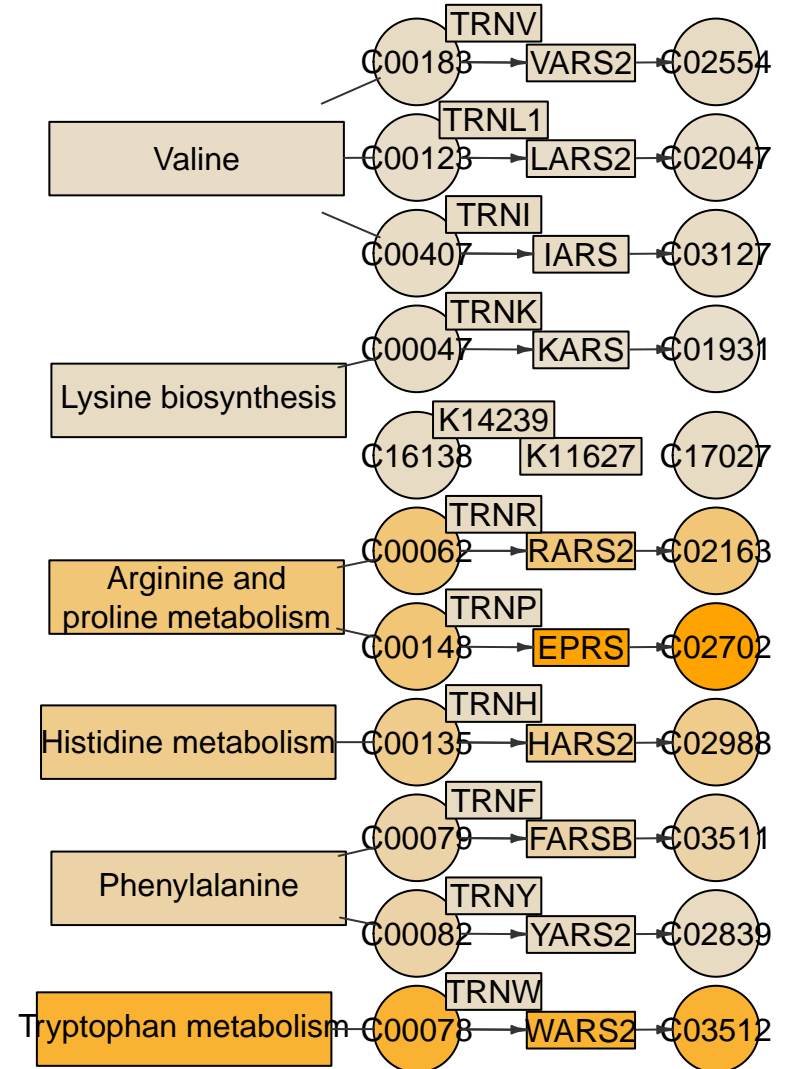 TRNV
C00183
VARS2
C02554
TRNL1
Valine
C00123
LARS2
C02047
TRNI
C00407
IARS
C03127
TRNK
C00047
KARS
C01931
Lysine biosynthesis
K14239
C16138
K11627
C17027
TRNR
C00062
RARS2
C02163
Arginine and
proline metabolism
TRNP
C00148
EPRS
C02702
TRNH
Histidine metabolism
C00135
HARS2
C02988
TRNF
C00079
FARSB
C03511
Phenylalanine
TRNY
C00082
YARS2
C02839
TRNW
Tryptophan metabolism
C00078
WARS2
C03512